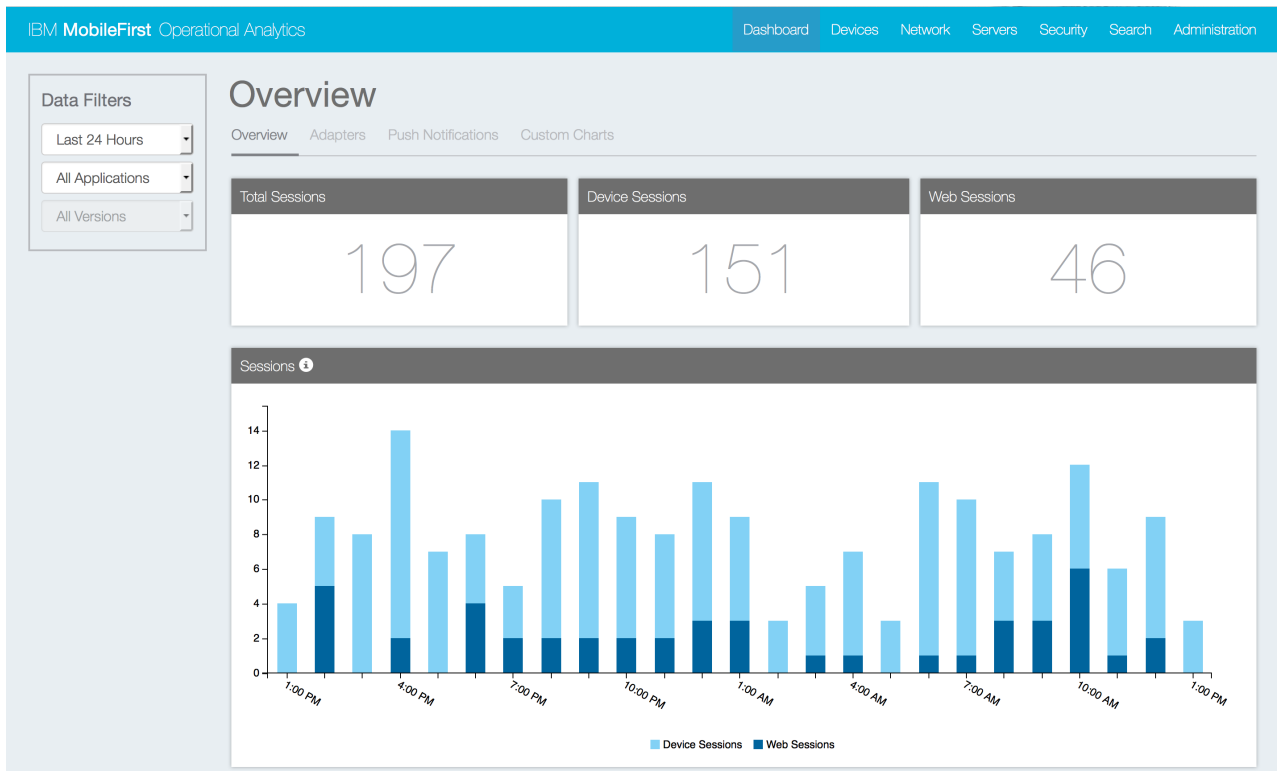 IBM MobileFirst Operational Analytics
Dashboard Devices Network Servers Security Search Administration
Data Filters
Last 24 Hours
All Applications
All Versions
Overview
Overview Adapters Push Notifications Custom Charts
Total Sessions
197
Device Sessions
151
Web Sessions
46
Sessions i
14
12
10
8
6
4
2
0
1:00 PM 4:00 PM 7:00 PM 10:00 PM 1:00 AM 4:00 AM 7:00 AM 10:00 AM 1:00 PM
Device Sessions Web Sessions